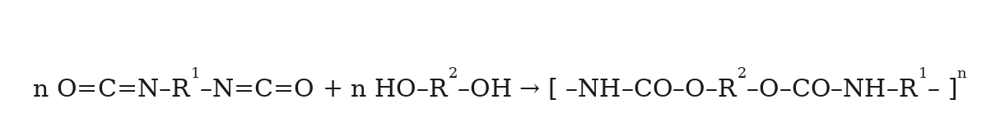 n O=C=N–R¹–N=C=O + n HO–R²–OH → [ –NH–CO–O–R²–O–CO–NH–R¹– ]ⁿ